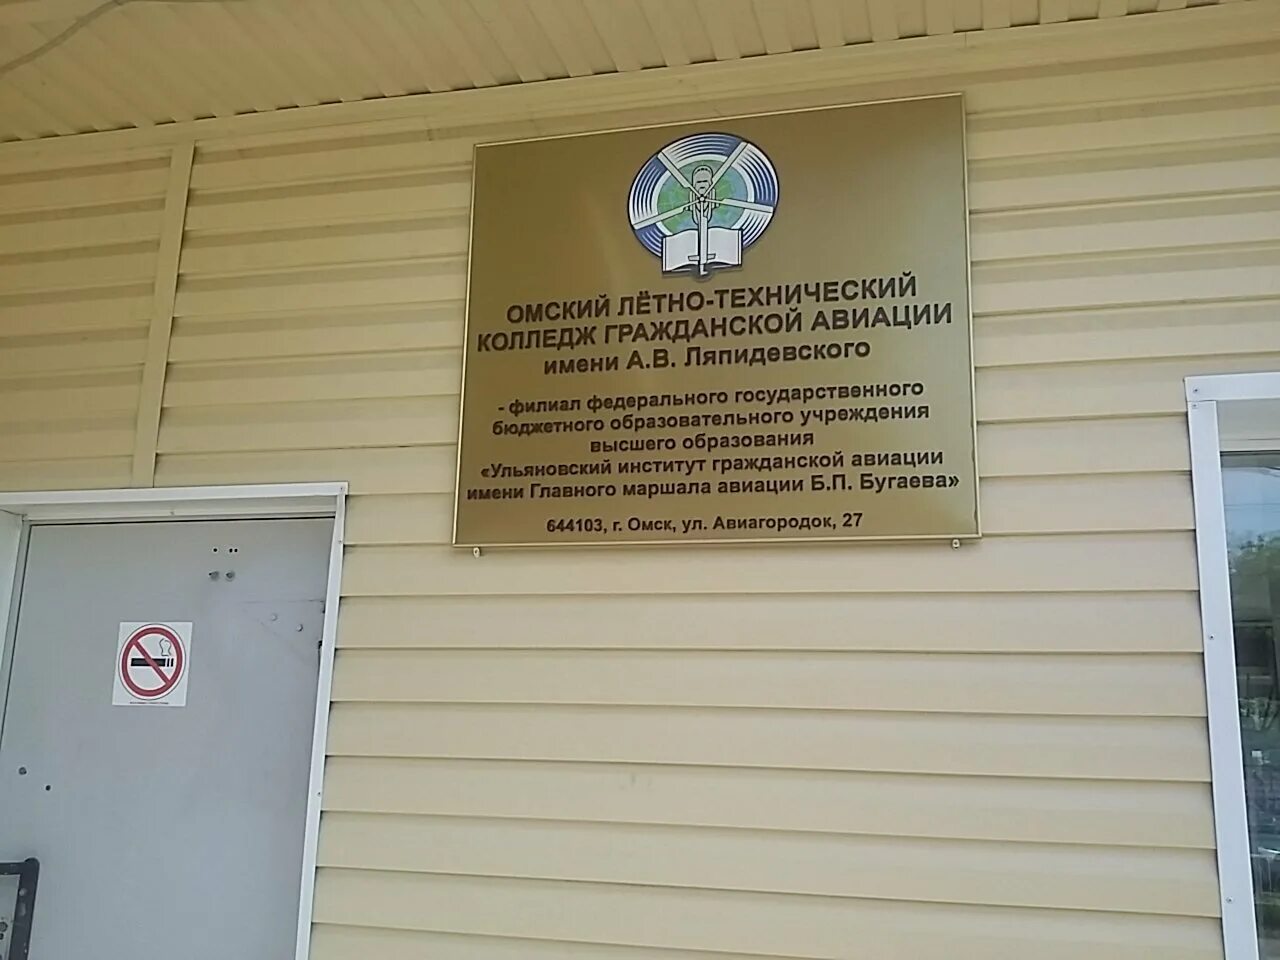 ОМСКИЙ ЛЁТНО-ТЕХНИЧЕСКИЙ
КОЛЛЕДЖ ГРАЖДАНСКОЙ АВИАЦИИ
имени А.В. Ляпидевского
- филиал федерального государственного
бюджетного образовательного учреждения
высшего образования
«Ульяновский институт гражданской авиации
имени Главного маршала авиации Б.П. Бугаева»
644103, г. Омск, ул. Авиагородок, 27